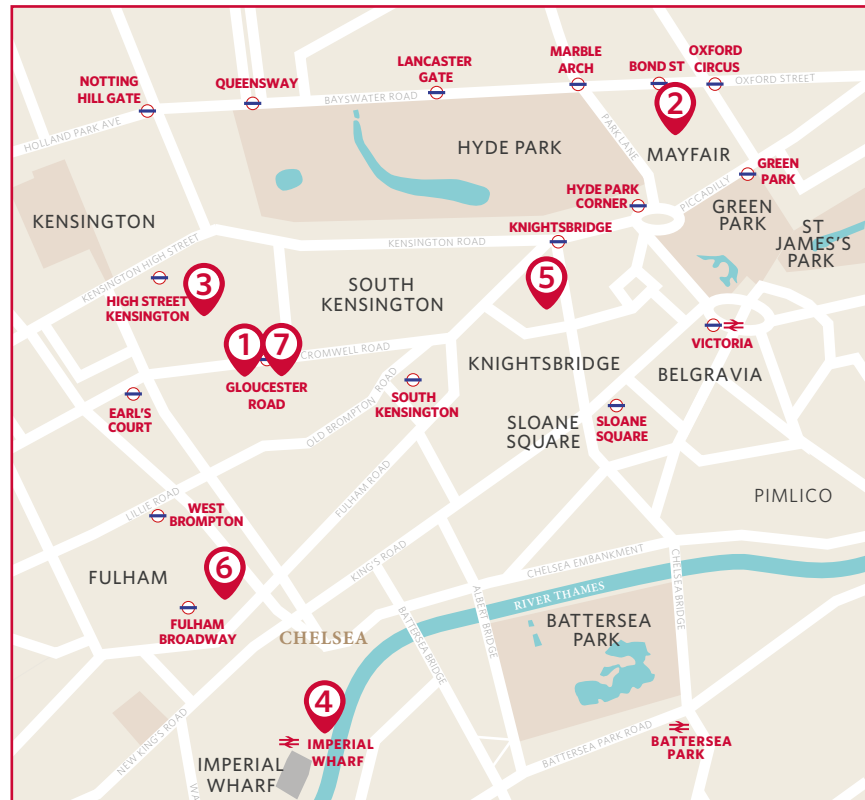 NOTTING
HILL GATE
QUEENSWAY
LANCASTER
GATE
MARBLE
ARCH
BOND ST
OXFORD
CIRCUS
OXFORD STREET
BAYSWATER ROAD
HOLLAND PARK AVE
2
HYDE PARK
PARK LANE
MAYFAIR
GREEN
PARK
HYDE PARK
CORNER
PICCADILLY
KENSINGTON
GREEN
PARK
ST
JAMES'S
PARK
KENSINGTON HIGH STREET
KENSINGTON ROAD
KNIGHTSBRIDGE
3
HIGH STREET
KENSINGTON
SOUTH
KENSINGTON
5
1
7
CROMWELL ROAD
GLOUCESTER
ROAD
VICTORIA
KNIGHTSBRIDGE
BELGRAVIA
EARL'S
COURT
OLD BROMPTON ROAD
SOUTH
KENSINGTON
SLOANE
SQUARE
SLOANE
SQUARE
LILLIE ROAD
WEST
BROMPTON
FULHAM ROAD
PIMLICO
KING'S ROAD
CHELSEA EMBANKMENT
FULHAM
6
FULHAM
BROADWAY
CHELSEA
BATTERSEA BRIDGE
ALBERT BRIDGE
RIVER THAMES
CHELSEA BRIDGE
BATTERSEA
PARK
4
NEW KING'S ROAD
IMPERIAL
WHARF
IMPERIAL
WHARF
BATTERSEA PARK ROAD
BATTERSEA
PARK